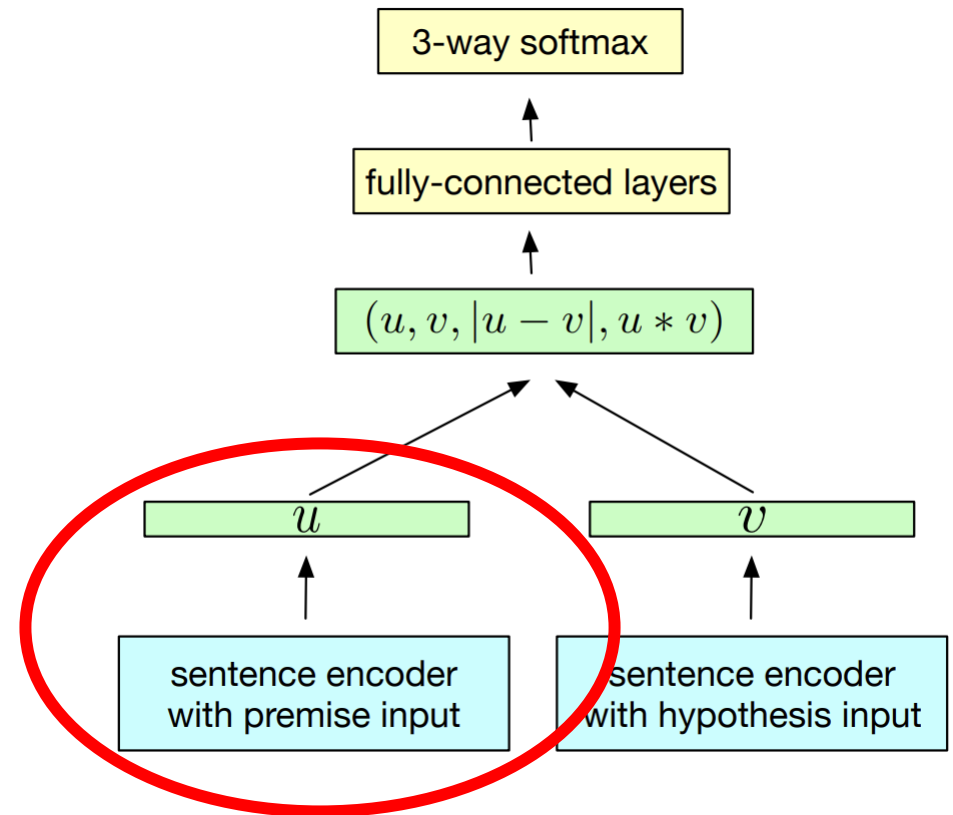 3-way softmax
fully-connected layers
(u, v, |u − v|, u ∗ v)
u
v
sentence encoder
with premise input
sentence encoder
with hypothesis input